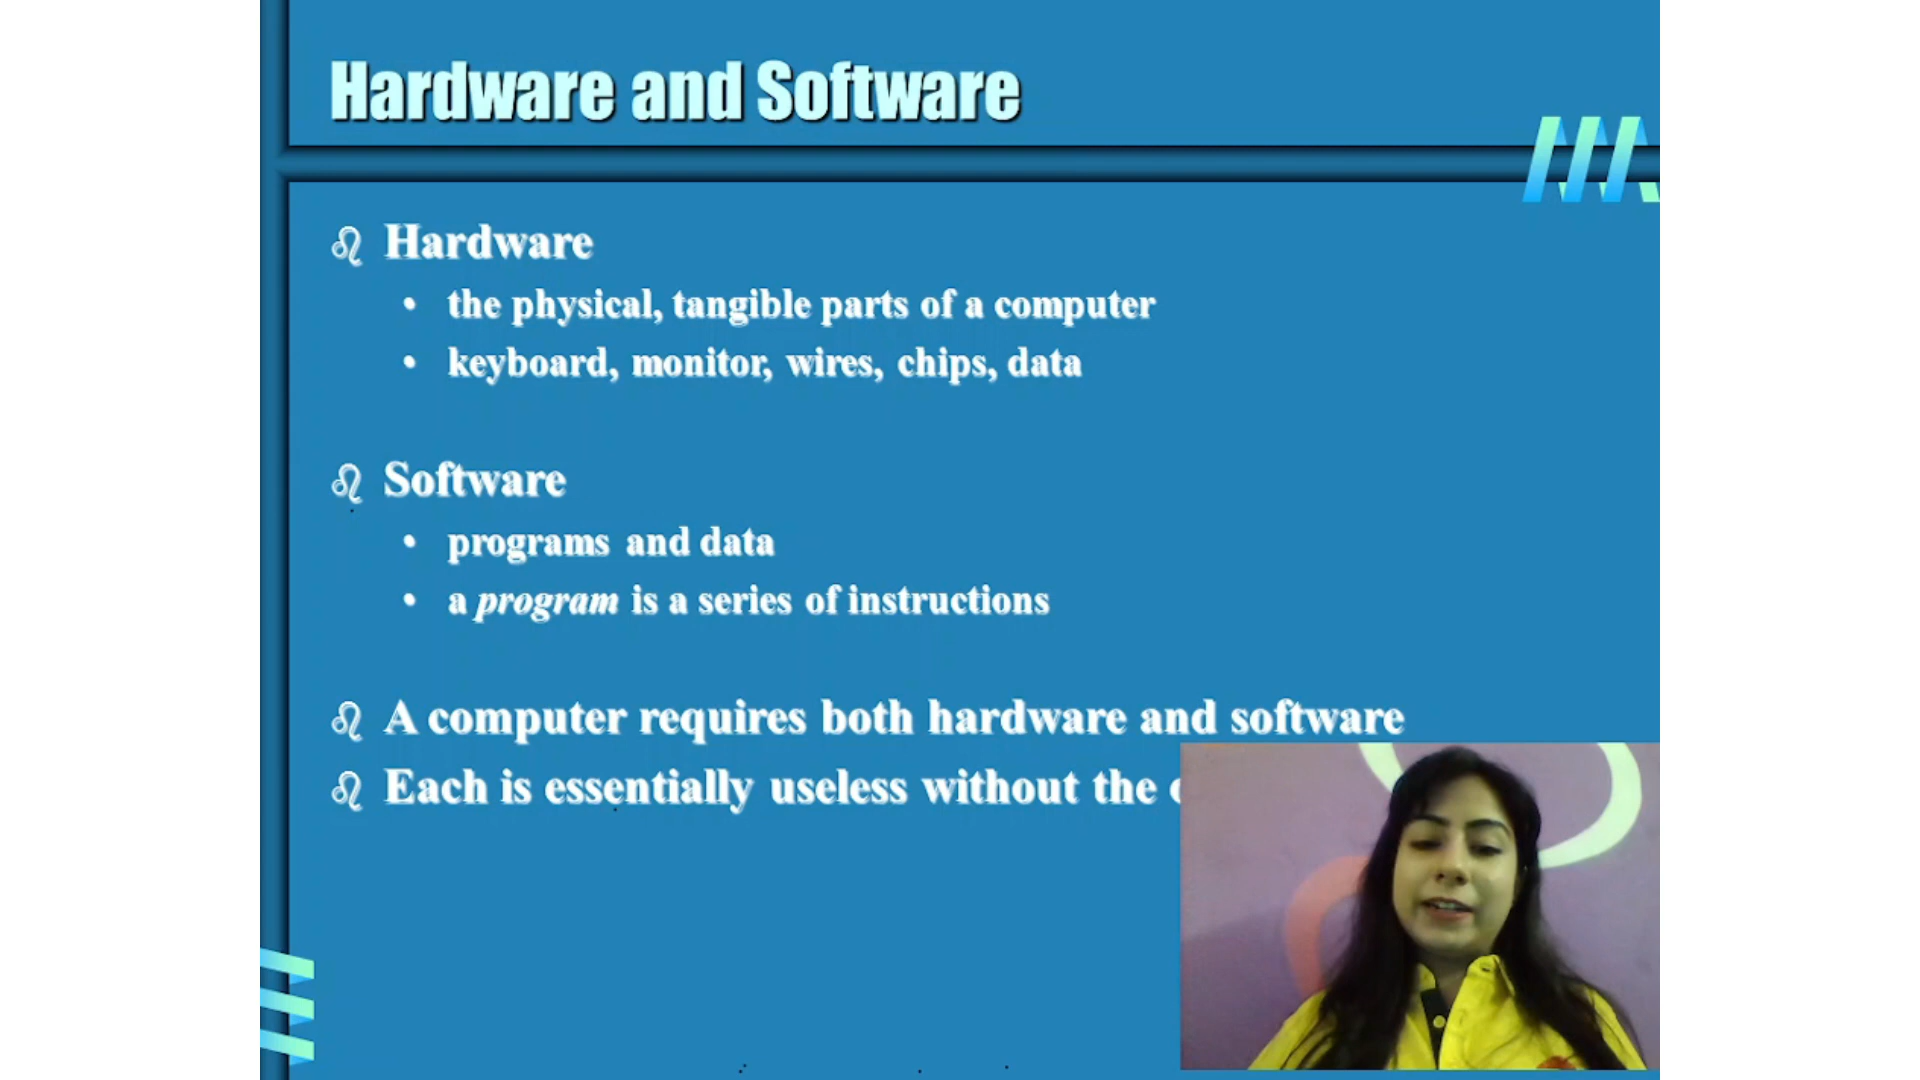 Hardware and Software
Hardware
• the physical, tangible parts of a computer
• keyboard, monitor, wires, chips, data
Software
• programs and data
• a program is a series of instructions
A computer requires both hardware and software
Each is essentially useless without the